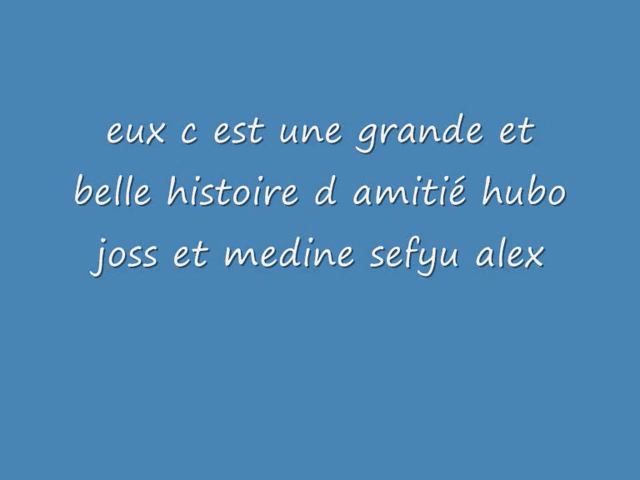 eux c est une grande et
belle histoire d amitié hubo
joss et medine sefyu alex